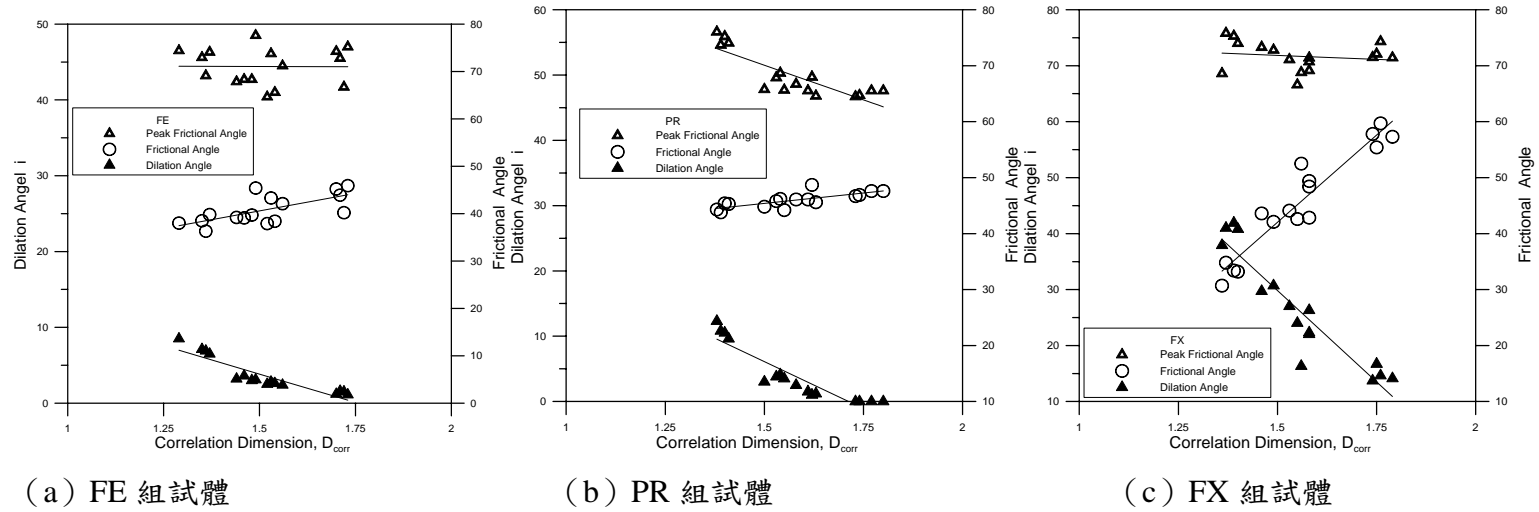 50
45
40
35
30
25
20
15
10
5
0
Dilation Angel i
80
70
60
50
40
30
20
10
0
Frictional Angle
FE
Peak Frictional Angle
Frictional Angle
Dilation Angle
1
1.25
1.5
1.75
2
Correlation Dimension, Dcorr
(a) FE 組試體
60
50
40
30
20
10
0
Dilation Angel i
80
70
60
50
40
30
20
10
Frictional Angle
PR
Peak Frictional Angle
Frictional Angle
Dilation Angle
1
1.25
1.5
1.75
2
Correlation Dimension, Dcorr
(b) PR 組試體
80
70
60
50
40
30
20
10
Dilation Angel i
80
70
60
50
40
30
20
10
Frictional Angle
FX
Peak Frictional Angle
Frictional Angle
Dilation Angle
1
1.25
1.5
1.75
2
Correlation Dimension, Dcorr
(c) FX 組試體